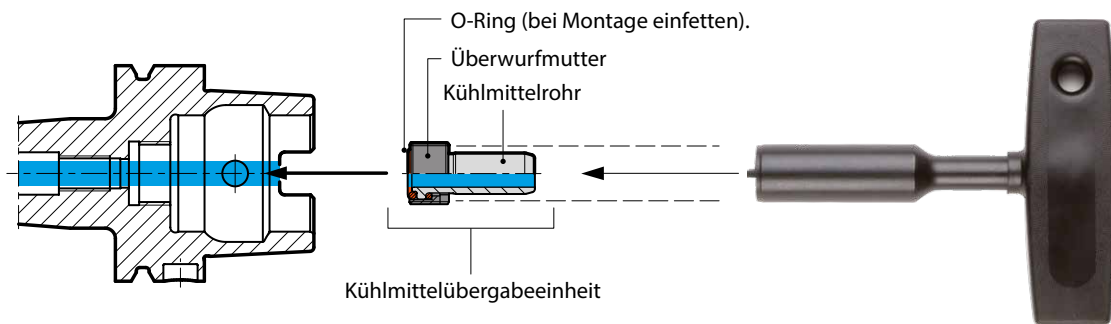 O-Ring (bei Montage einfetten).
Überwurfmutter
Kühlmittelrohr
Kühlmittelübergabeeinheit